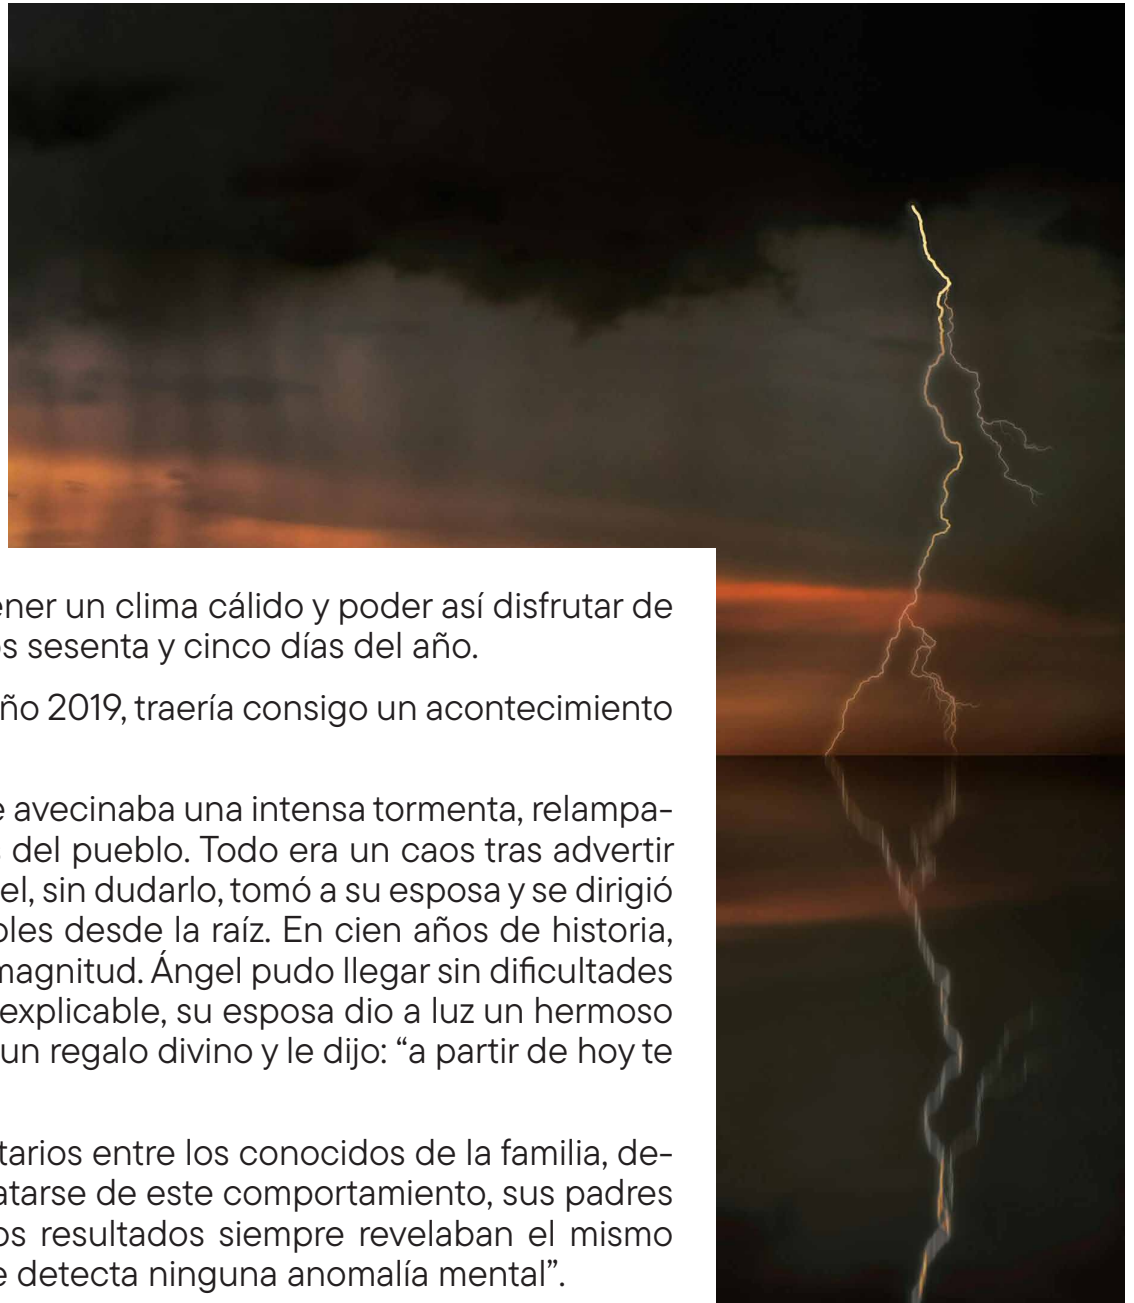 ener un clima cálido y poder así disfrutar de
os sesenta y cinco días del año.
ño 2019, traería consigo un acontecimiento
e avecinaba una intensa tormenta, relampa-
s del pueblo. Todo era un caos tras advertir
el, sin dudarlo, tomó a su esposa y se dirigió
oles desde la raíz. En cien años de historia,
magnitud. Ángel pudo llegar sin dificultades
explicable, su esposa dio a luz un hermoso
un regalo divino y le dijo: “a partir de hoy te
tarios entre los conocidos de la familia, de-
atarse de este comportamiento, sus padres
os resultados siempre revelaban el mismo
e detecta ninguna anomalía mental”.